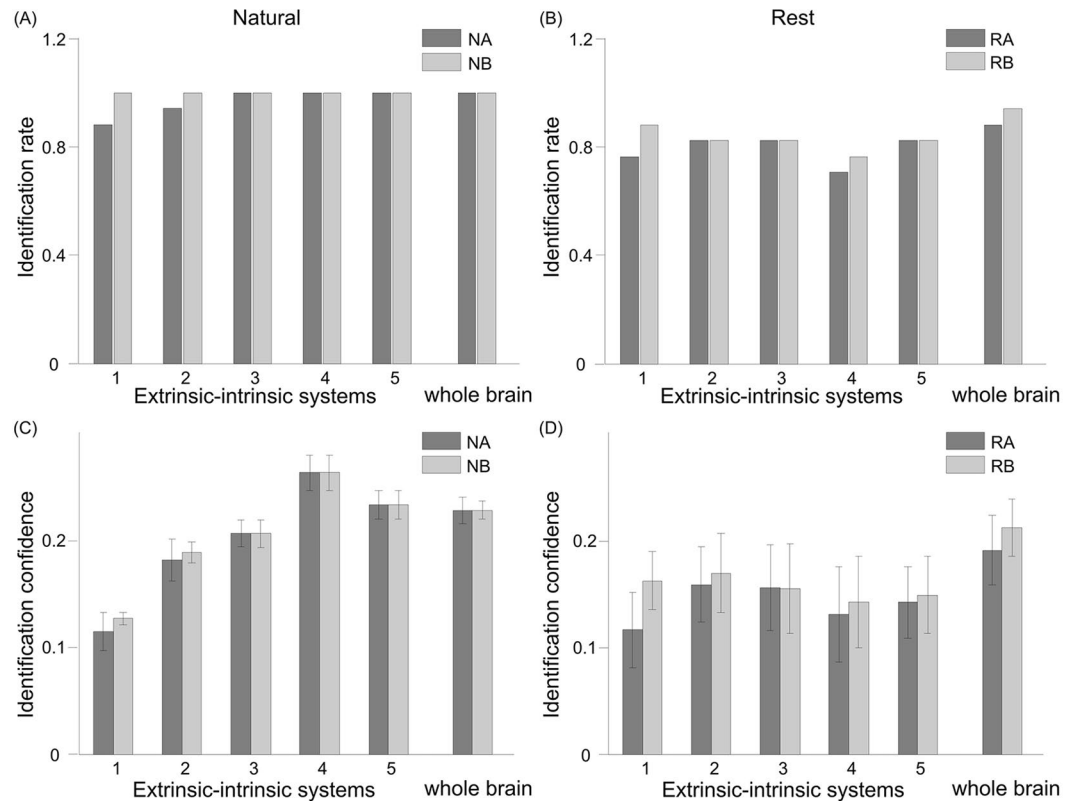 (A)
Natural
1.2
0.8
0.4
0
Identification rate
NA
NB
1 2 3 4 5
Extrinsic-intrinsic systems
whole brain
(B)
Rest
1.2
0.8
0.4
0
Identification rate
RA
RB
1 2 3 4 5
Extrinsic-intrinsic systems
whole brain
(C)
0.2
0.1
0
Identification confidence
NA
NB
1 2 3 4 5
Extrinsic-intrinsic systems
whole brain
(D)
0.2
0.1
0
Identification confidence
RA
RB
1 2 3 4 5
Extrinsic-intrinsic systems
whole brain